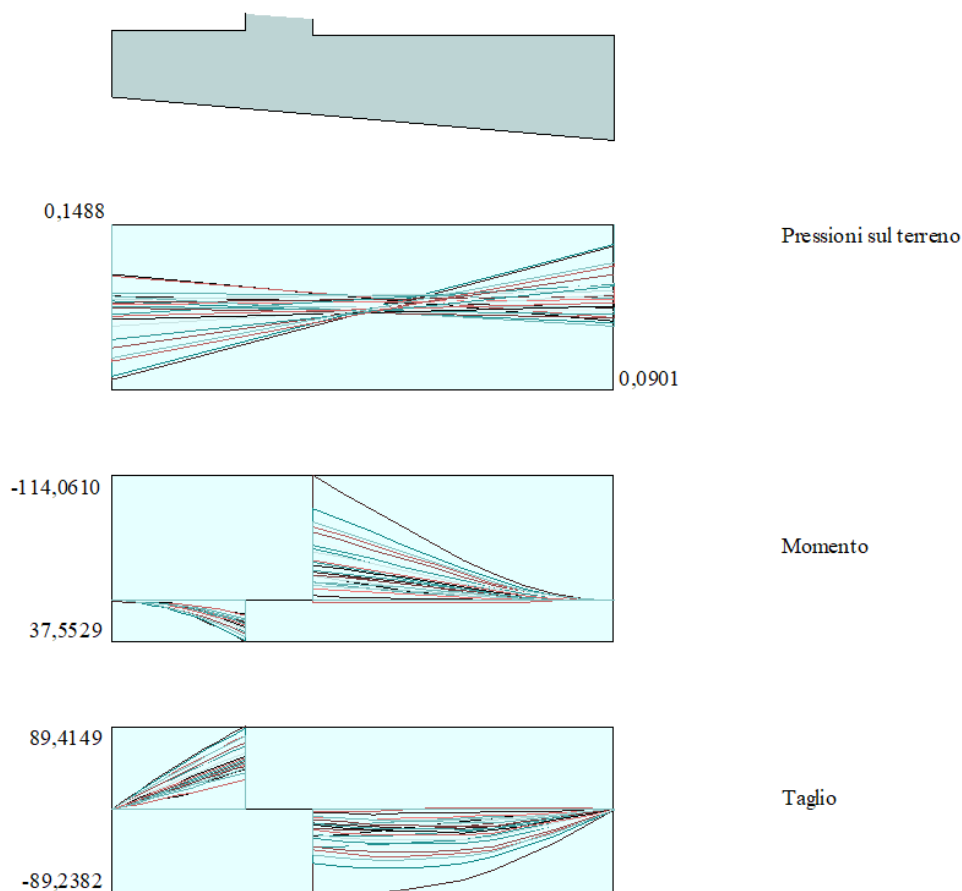 0,1488
Pressioni sul terreno
0,0901
-114,0610
Momento
37,5529
89,4149
Taglio
-89,2382